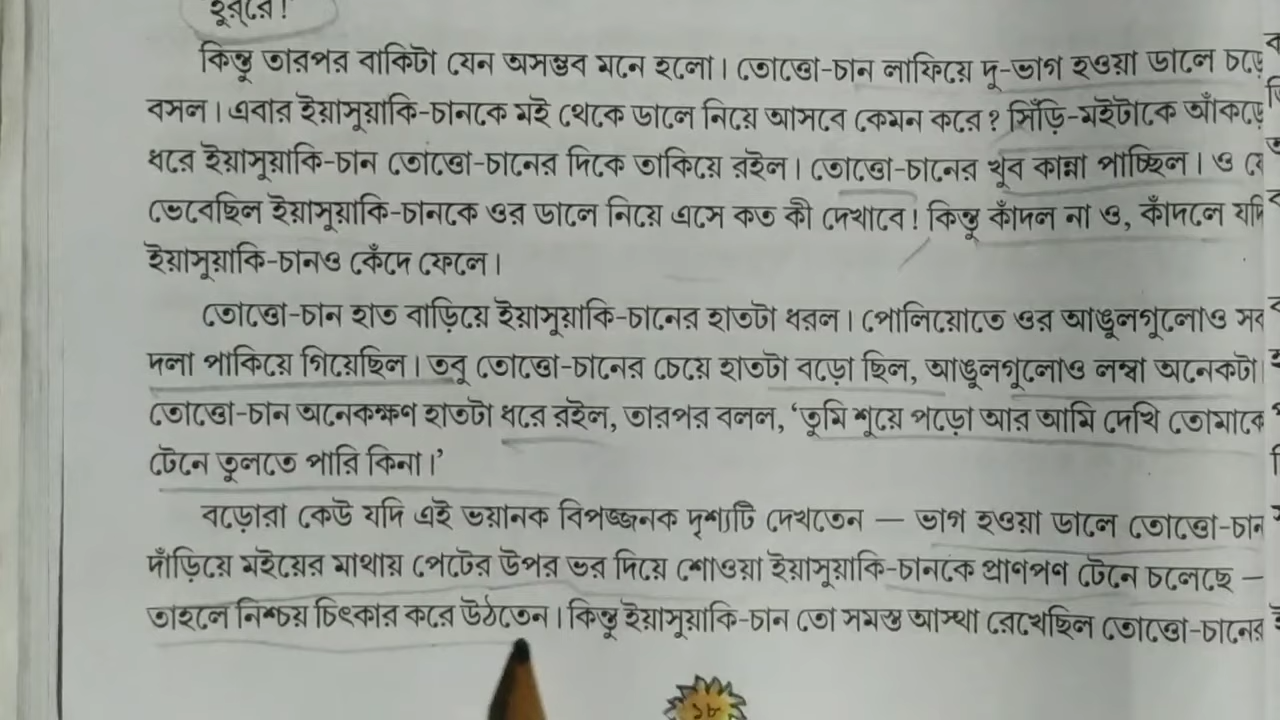 হুর্‌রে!
কিন্তু তারপর বাকিটা যেন অসম্ভব মনে হলো। তোত্তো-চান লাফিয়ে দু-ভাগ হওয়া ডালে চড়ে
বসল। এবার ইয়াসুয়াকি-চানকে মই থেকে ডালে নিয়ে আসবে কেমন করে? সিঁড়ি-মইটাকে আঁকড়ে
ধরে ইয়াসুয়াকি-চান তোত্তো-চানের দিকে তাকিয়ে রইল। তোত্তো-চানের খুব কান্না পাচ্ছিল। ও
ভেবেছিল ইয়াসুয়াকি-চানকে ওর ডালে নিয়ে এসে কত কী দেখাবে! কিন্তু কাঁদল না ও, কাঁদলে যদি
ইয়াসুয়াকি-চানও কেঁদে ফেলে।
তোত্তো-চান হাত বাড়িয়ে ইয়াসুয়াকি-চানের হাতটা ধরল। পোলিয়োতে ওর আঙুলগুলোও সব
দলা পাকিয়ে গিয়েছিল। তবু তোত্তো-চানের চেয়ে হাতটা বড়ো ছিল, আঙুলগুলোও লম্বা অনেকটা।
তোত্তো-চান অনেকক্ষণ হাতটা ধরে রইল, তারপর বলল, ‘তুমি শুয়ে পড়ো আর আমি দেখি তোমাকে
টেনে তুলতে পারি কিনা।’
বড়োরা কেউ যদি এই ভয়ানক বিপজ্জনক দৃশ্যটি দেখতেন — ভাগ হওয়া ডালে তোত্তো-চান
দাঁড়িয়ে মইয়ের মাথায় পেটের উপর ভর দিয়ে শোওয়া ইয়াসুয়াকি-চানকে প্রাণপণ টেনে চলেছে —
তাহলে নিশ্চয় চিৎকার করে উঠতেন। কিন্তু ইয়াসুয়াকি-চান তো সমস্ত আস্থা রেখেছিল তোত্তো-চানের
১৮